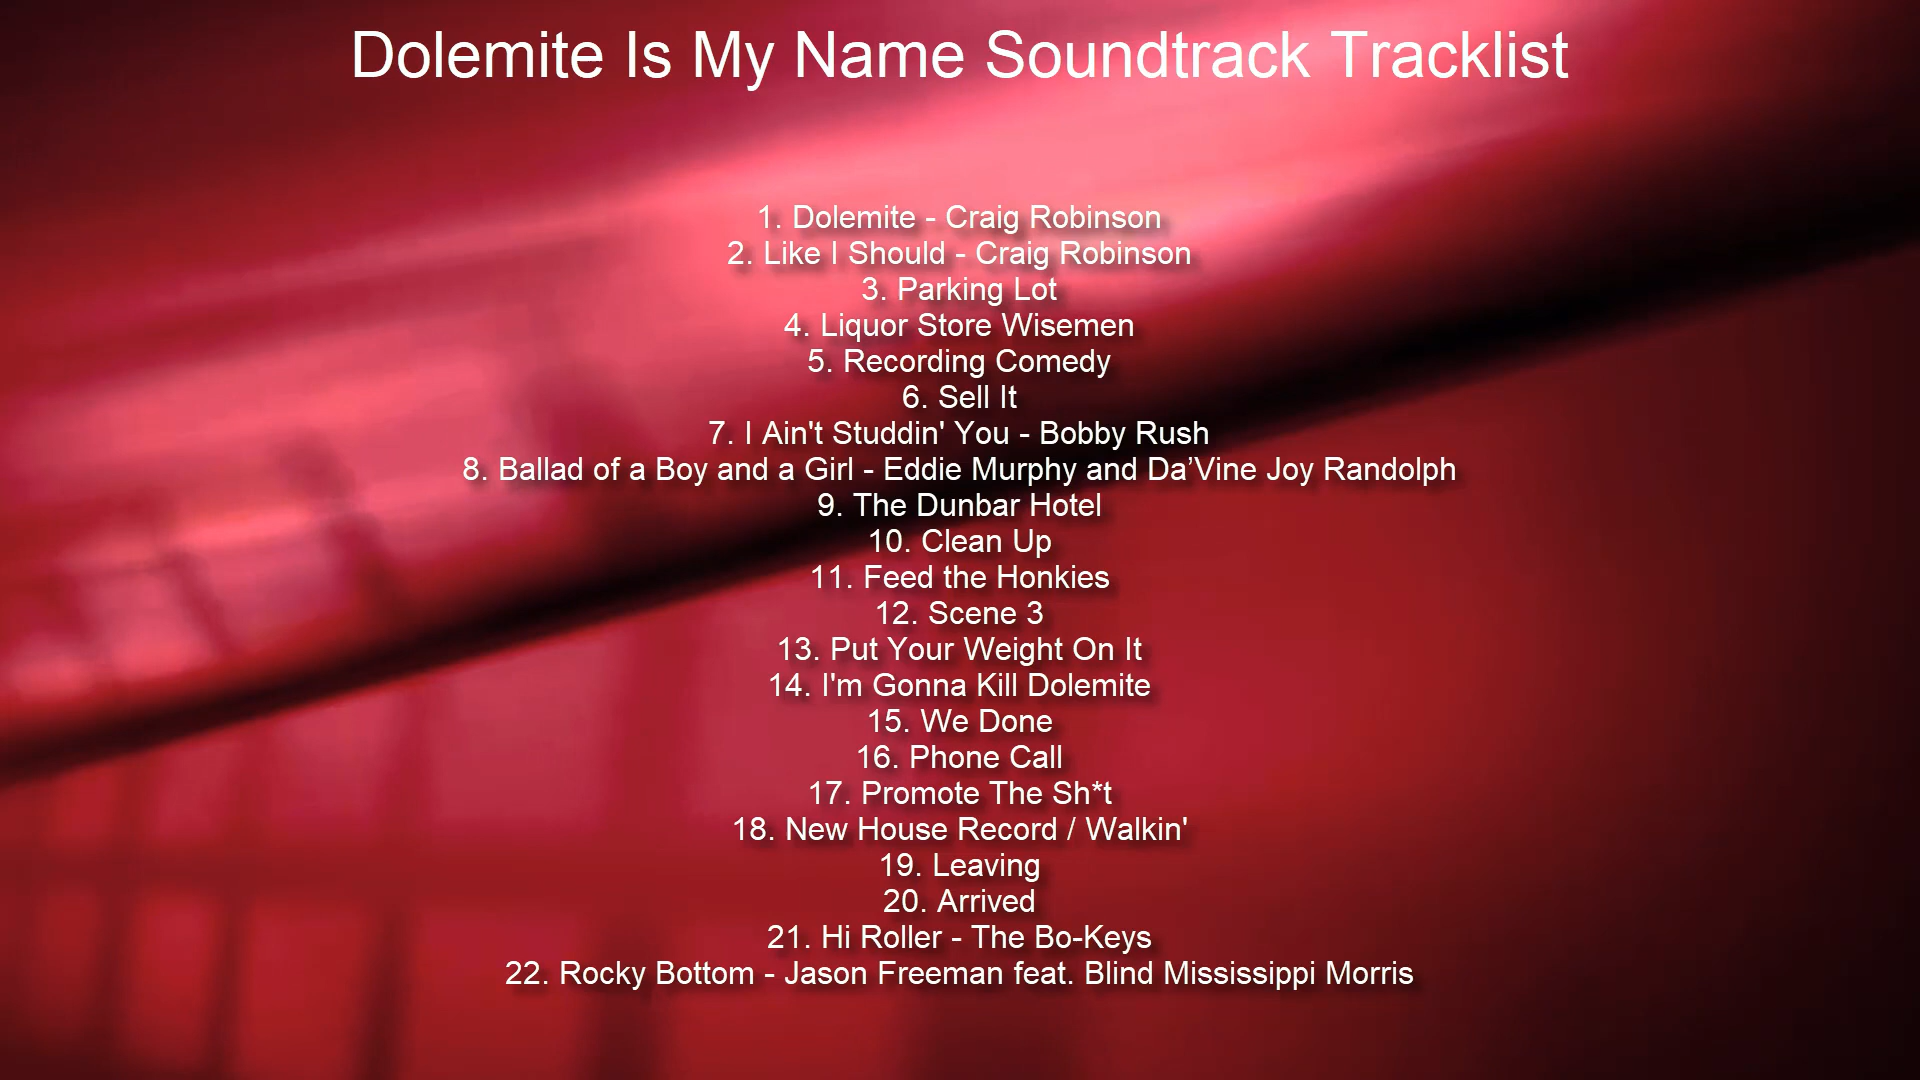 Dolemite Is My Name Soundtrack Tracklist
1. Dolemite - Craig Robinson
2. Like I Should - Craig Robinson
3. Parking Lot
4. Liquor Store Wisemen
5. Recording Comedy
6. Sell It
7. I Ain't Studdin' You - Bobby Rush
8. Ballad of a Boy and a Girl - Eddie Murphy and Da’Vine Joy Randolph
9. The Dunbar Hotel
10. Clean Up
11. Feed the Honkies
12. Scene 3
13. Put Your Weight On It
14. I'm Gonna Kill Dolemite
15. We Done
16. Phone Call
17. Promote The Sh*t
18. New House Record / Walkin'
19. Leaving
20. Arrived
21. Hi Roller - The Bo-Keys
22. Rocky Bottom - Jason Freeman feat. Blind Mississippi Morris